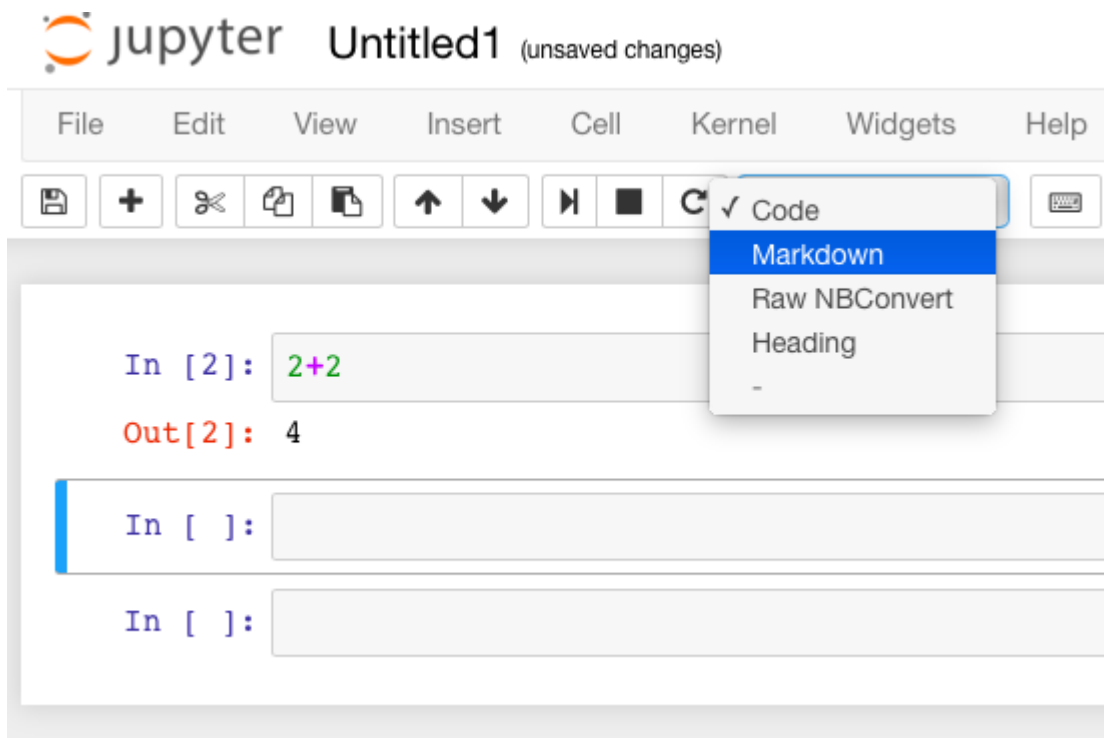 jupyter Untitled1 (unsaved changes)
File Edit View Insert Cell Kernel Widgets Help
✓ Code
Markdown
Raw NBConvert
Heading
-
In [2]: 2+2
Out[2]: 4
In [ ]:
In [ ]: